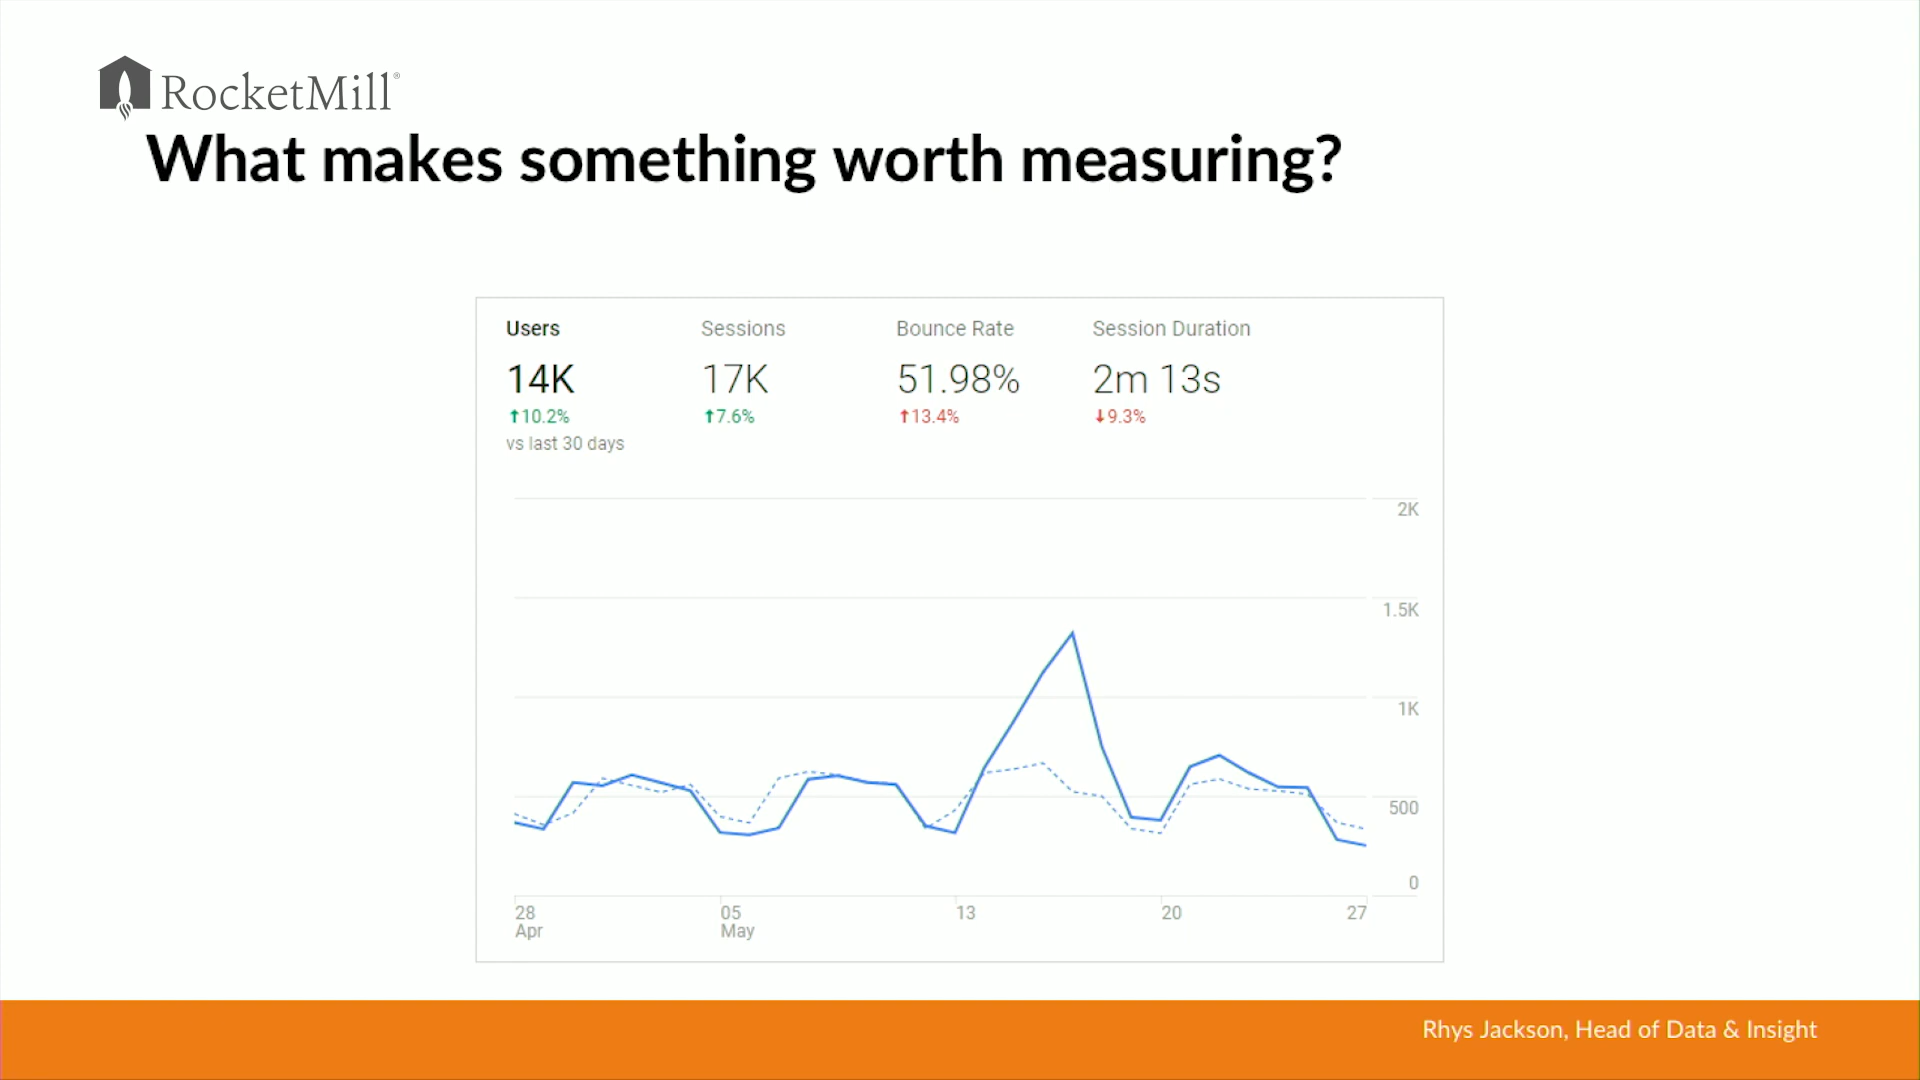 RocketMill®
What makes something worth measuring?
Users Sessions Bounce Rate Session Duration
14K 17K 51.98% 2m 13s
↑10.2% ↑7.6% ↑13.4% ↓9.3%
vs last 30 days
2K
1.5K
1K
500
0
28 05 13 20 27
Apr May
Rhys Jackson, Head of Data & Insight